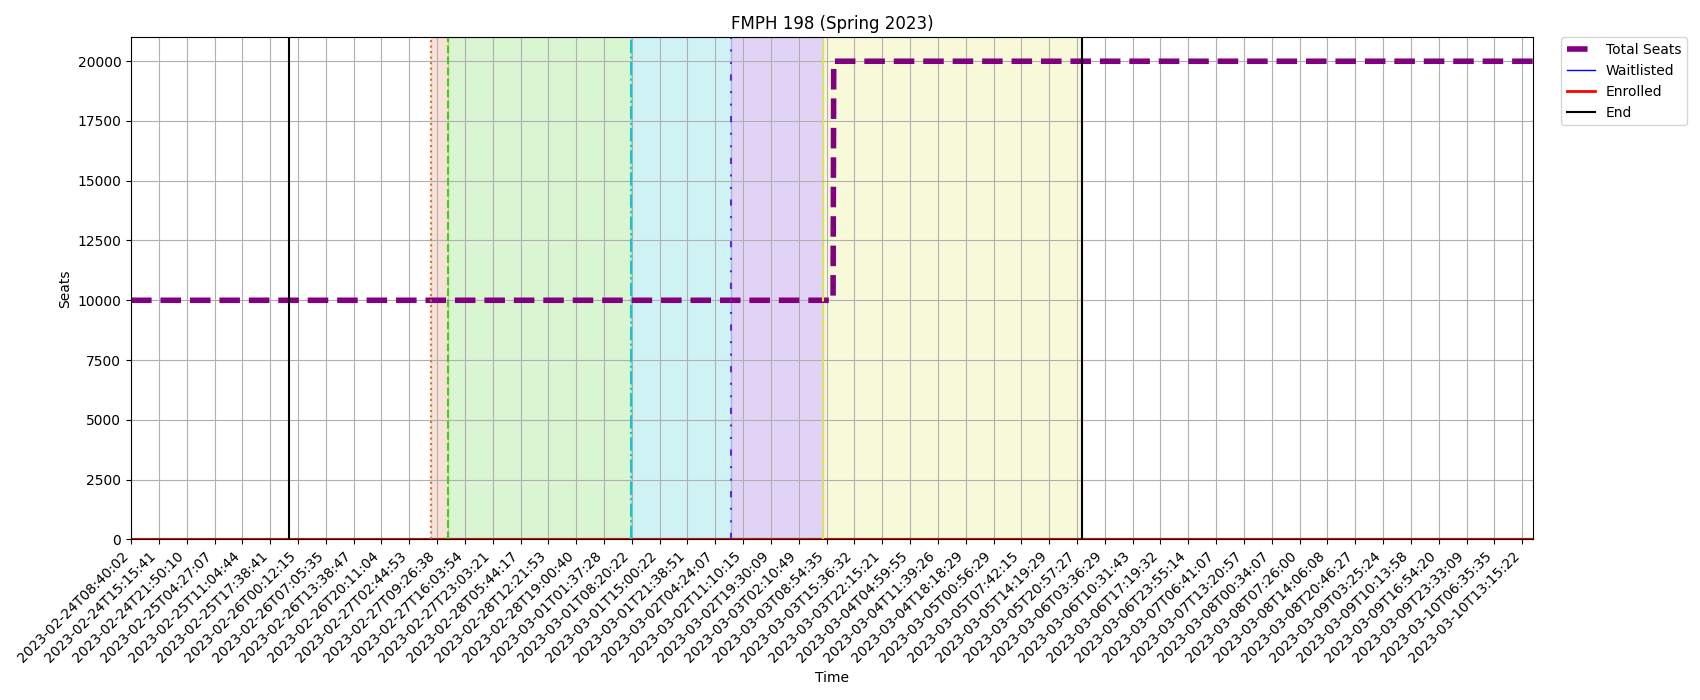 FMPH 198 (Spring 2023)
Total Seats
Waitlisted
Enrolled
End
Seats
20000
17500
15000
12500
10000
7500
5000
2500
0
2023-02-24T08:40:02
2023-02-24T15:15:41
2023-02-24T21:50:10
2023-02-25T04:27:07
2023-02-25T11:04:44
2023-02-25T17:38:41
2023-02-26T00:12:15
2023-02-26T07:05:35
2023-02-26T13:38:47
2023-02-26T20:11:04
2023-02-27T02:44:53
2023-02-27T09:26:38
2023-02-27T16:03:54
2023-02-27T23:03:21
2023-02-28T05:44:17
2023-02-28T12:21:53
2023-02-28T19:00:40
2023-03-01T01:37:28
2023-03-01T08:20:22
2023-03-01T15:00:22
2023-03-01T21:38:51
2023-03-02T04:24:07
2023-03-02T11:10:15
2023-03-02T19:30:09
2023-03-03T02:10:49
2023-03-03T08:54:35
2023-03-03T15:36:32
2023-03-03T22:15:21
2023-03-04T04:59:55
2023-03-04T11:39:26
2023-03-04T18:18:29
2023-03-05T00:56:29
2023-03-05T07:42:15
2023-03-05T14:19:29
2023-03-05T20:57:27
2023-03-06T03:36:29
2023-03-06T10:31:43
2023-03-06T17:19:32
2023-03-06T23:55:14
2023-03-07T06:41:07
2023-03-07T13:20:57
2023-03-08T00:34:07
2023-03-08T07:26:00
2023-03-08T14:06:08
2023-03-08T20:46:27
2023-03-09T03:25:24
2023-03-09T10:13:58
2023-03-09T16:54:20
2023-03-09T23:33:09
2023-03-10T06:35:35
2023-03-10T13:15:22
Time